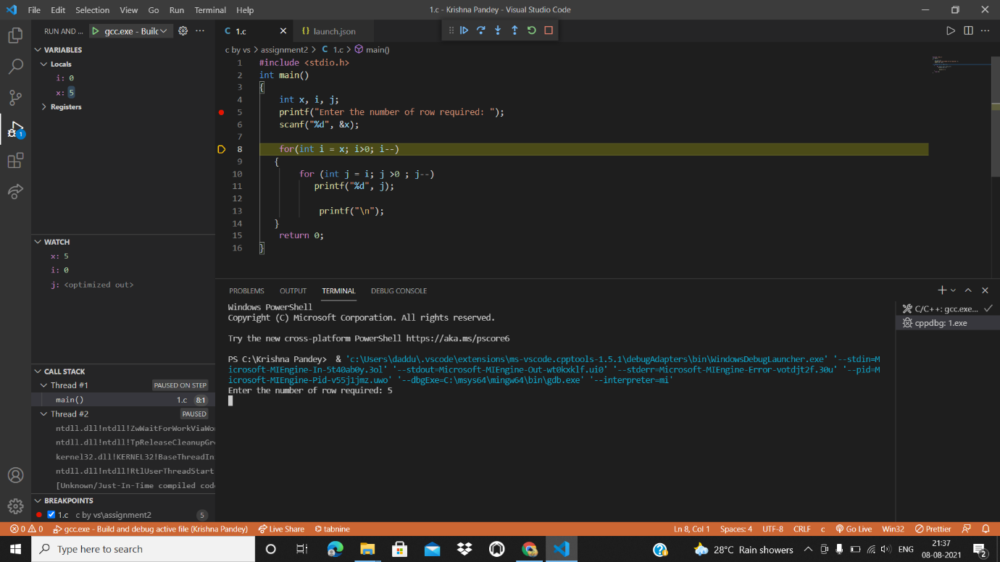 File Edit Selection View Go Run Terminal Help
1.c - Krishna Pandey - Visual Studio Code
RUN AND ... gcc.exe - Builc
C 1.c
{} launch.json
c by vs > assignment2 > C 1.c > main()
VARIABLES
Locals
i: 0
x: 5
Registers
1 #include <stdio.h>
2 int main()
3 {
4 int x, i, j;
5 printf("Enter the number of row required: ");
6 scanf("%d", &x);
7
8 for(int i = x; i>0; i--)
9 {
10 for (int j = i; j >0 ; j--)
11 printf("%d", j);
12
13 printf("\n");
14 }
15 return 0;
16 }
1
WATCH
x: 5
i: 0
j: <optimized out>
CALL STACK
Thread #1 PAUSED ON STEP
main() 1.c 8:1
Thread #2 PAUSED
ntdll.dll!ntdll!ZwWaitForWorkViaWo
ntdll.dll!ntdll!TpReleaseCleanupGr
kernel32.dll!KERNEL32!BaseThreadIn
ntdll.dll!ntdll!RtlUserThreadStart
[Unknown/Just-In-Time compiled cod
BREAKPOINTS
1.c c by vs\assignment2 5
PROBLEMS OUTPUT TERMINAL DEBUG CONSOLE
Windows PowerShell
Copyright (C) Microsoft Corporation. All rights reserved.
Try the new cross-platform PowerShell https://aka.ms/pscore6
PS C:\Krishna Pandey> & 'c:\Users\daddu\.vscode\extensions\ms-vscode.cpptools-1.5.1\debugAdapters\bin\WindowsDebugLauncher.exe' '--stdin=M
icrosoft-MIEngine-In-5t40ab0y.3ol' '--stdout=Microsoft-MIEngine-Out-wt0kxklf.ui0' '--stderr=Microsoft-MIEngine-Error-votdjt2f.30u' '--pid=M
icrosoft-MIEngine-Pid-v55j1jmz.uwo' '--dbgExe=C:\msys64\mingw64\bin\gdb.exe' '--interpreter=mi'
Enter the number of row required: 5
C/C++: gcc.exe...
cppdbg: 1.exe
0 0 gcc.exe - Build and debug active file (Krishna Pandey) Live Share tabnine
Ln 8, Col 1 Spaces: 4 UTF-8 CRLF c Go Live Win32 Prettier
Type here to search
28°C Rain showers ENG
21:37
08-08-2021
2